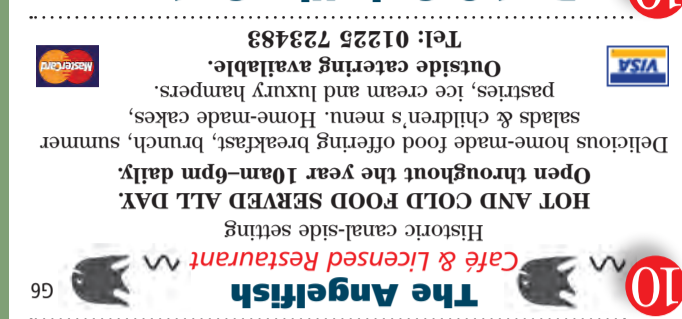 10
The Angelfish
G6
Café & Licensed Restaurant
Historic canal-side setting
HOT AND COLD FOOD SERVED ALL DAY.
Open throughout the year 10am–6pm daily.
Delicious home-made food offering breakfast, brunch, summer
salads & children's menu. Home-made cakes,
pastries, ice cream and luxury hampers.
Outside catering available.
Tel: 01225 723483
VISA
MasterCard